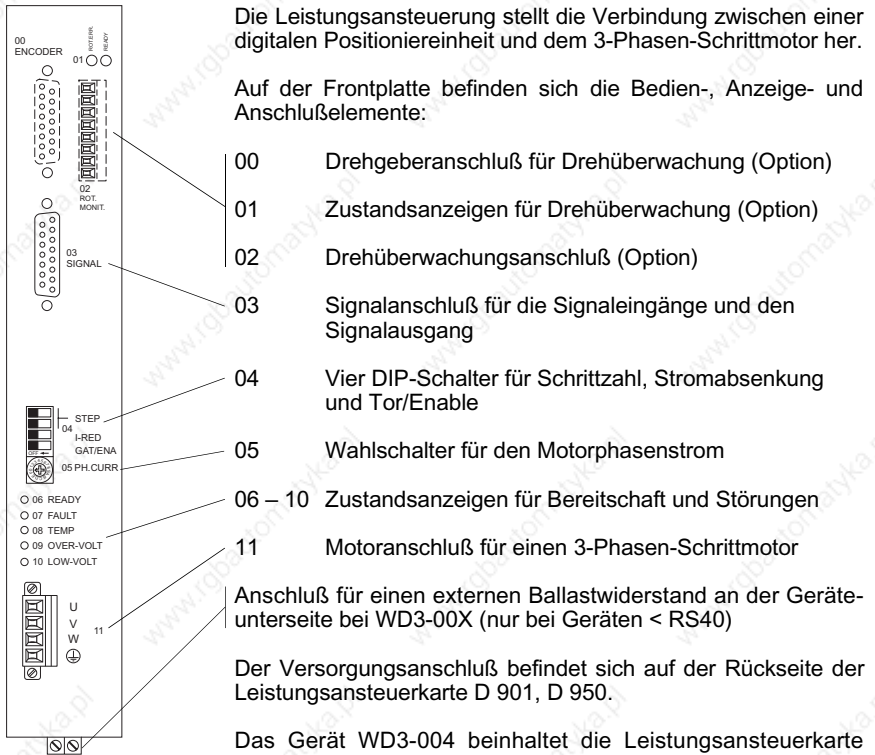 00
ENCODER
01
ROT.ERR.
READY
02
ROT.
MONIT.
03
SIGNAL
STEP
04
I-RED
GAT/ENA
OFF
05 PH.CURR
06 READY
07 FAULT
08 TEMP
09 OVER-VOLT
10 LOW-VOLT
U
V
W
11
Die Leistungsansteuerung stellt die Verbindung zwischen einer
digitalen Positioniereinheit und dem 3-Phasen-Schrittmotor her.
Auf der Frontplatte befinden sich die Bedien-, Anzeige- und
Anschlußelemente:
00 Drehgeberanschluß für Drehüberwachung (Option)
01 Zustandsanzeigen für Drehüberwachung (Option)
02 Drehüberwachungsanschluß (Option)
03 Signalanschluß für die Signaleingänge und den
Signalausgang
04 Vier DIP-Schalter für Schrittzahl, Stromabsenkung
und Tor/Enable
05 Wahlschalter für den Motorphasenstrom
06 – 10 Zustandsanzeigen für Bereitschaft und Störungen
11 Motoranschluß für einen 3-Phasen-Schrittmotor
Anschluß für einen externen Ballastwiderstand an der Geräte-
unterseite bei WD3-00X (nur bei Geräten < RS40)
Der Versorgungsanschluß befindet sich auf der Rückseite der
Leistungsansteuerkarte D 901, D 950.
Das Gerät WD3-004 beinhaltet die Leistungsansteuerkarte
www.rgbautomatyka.pl